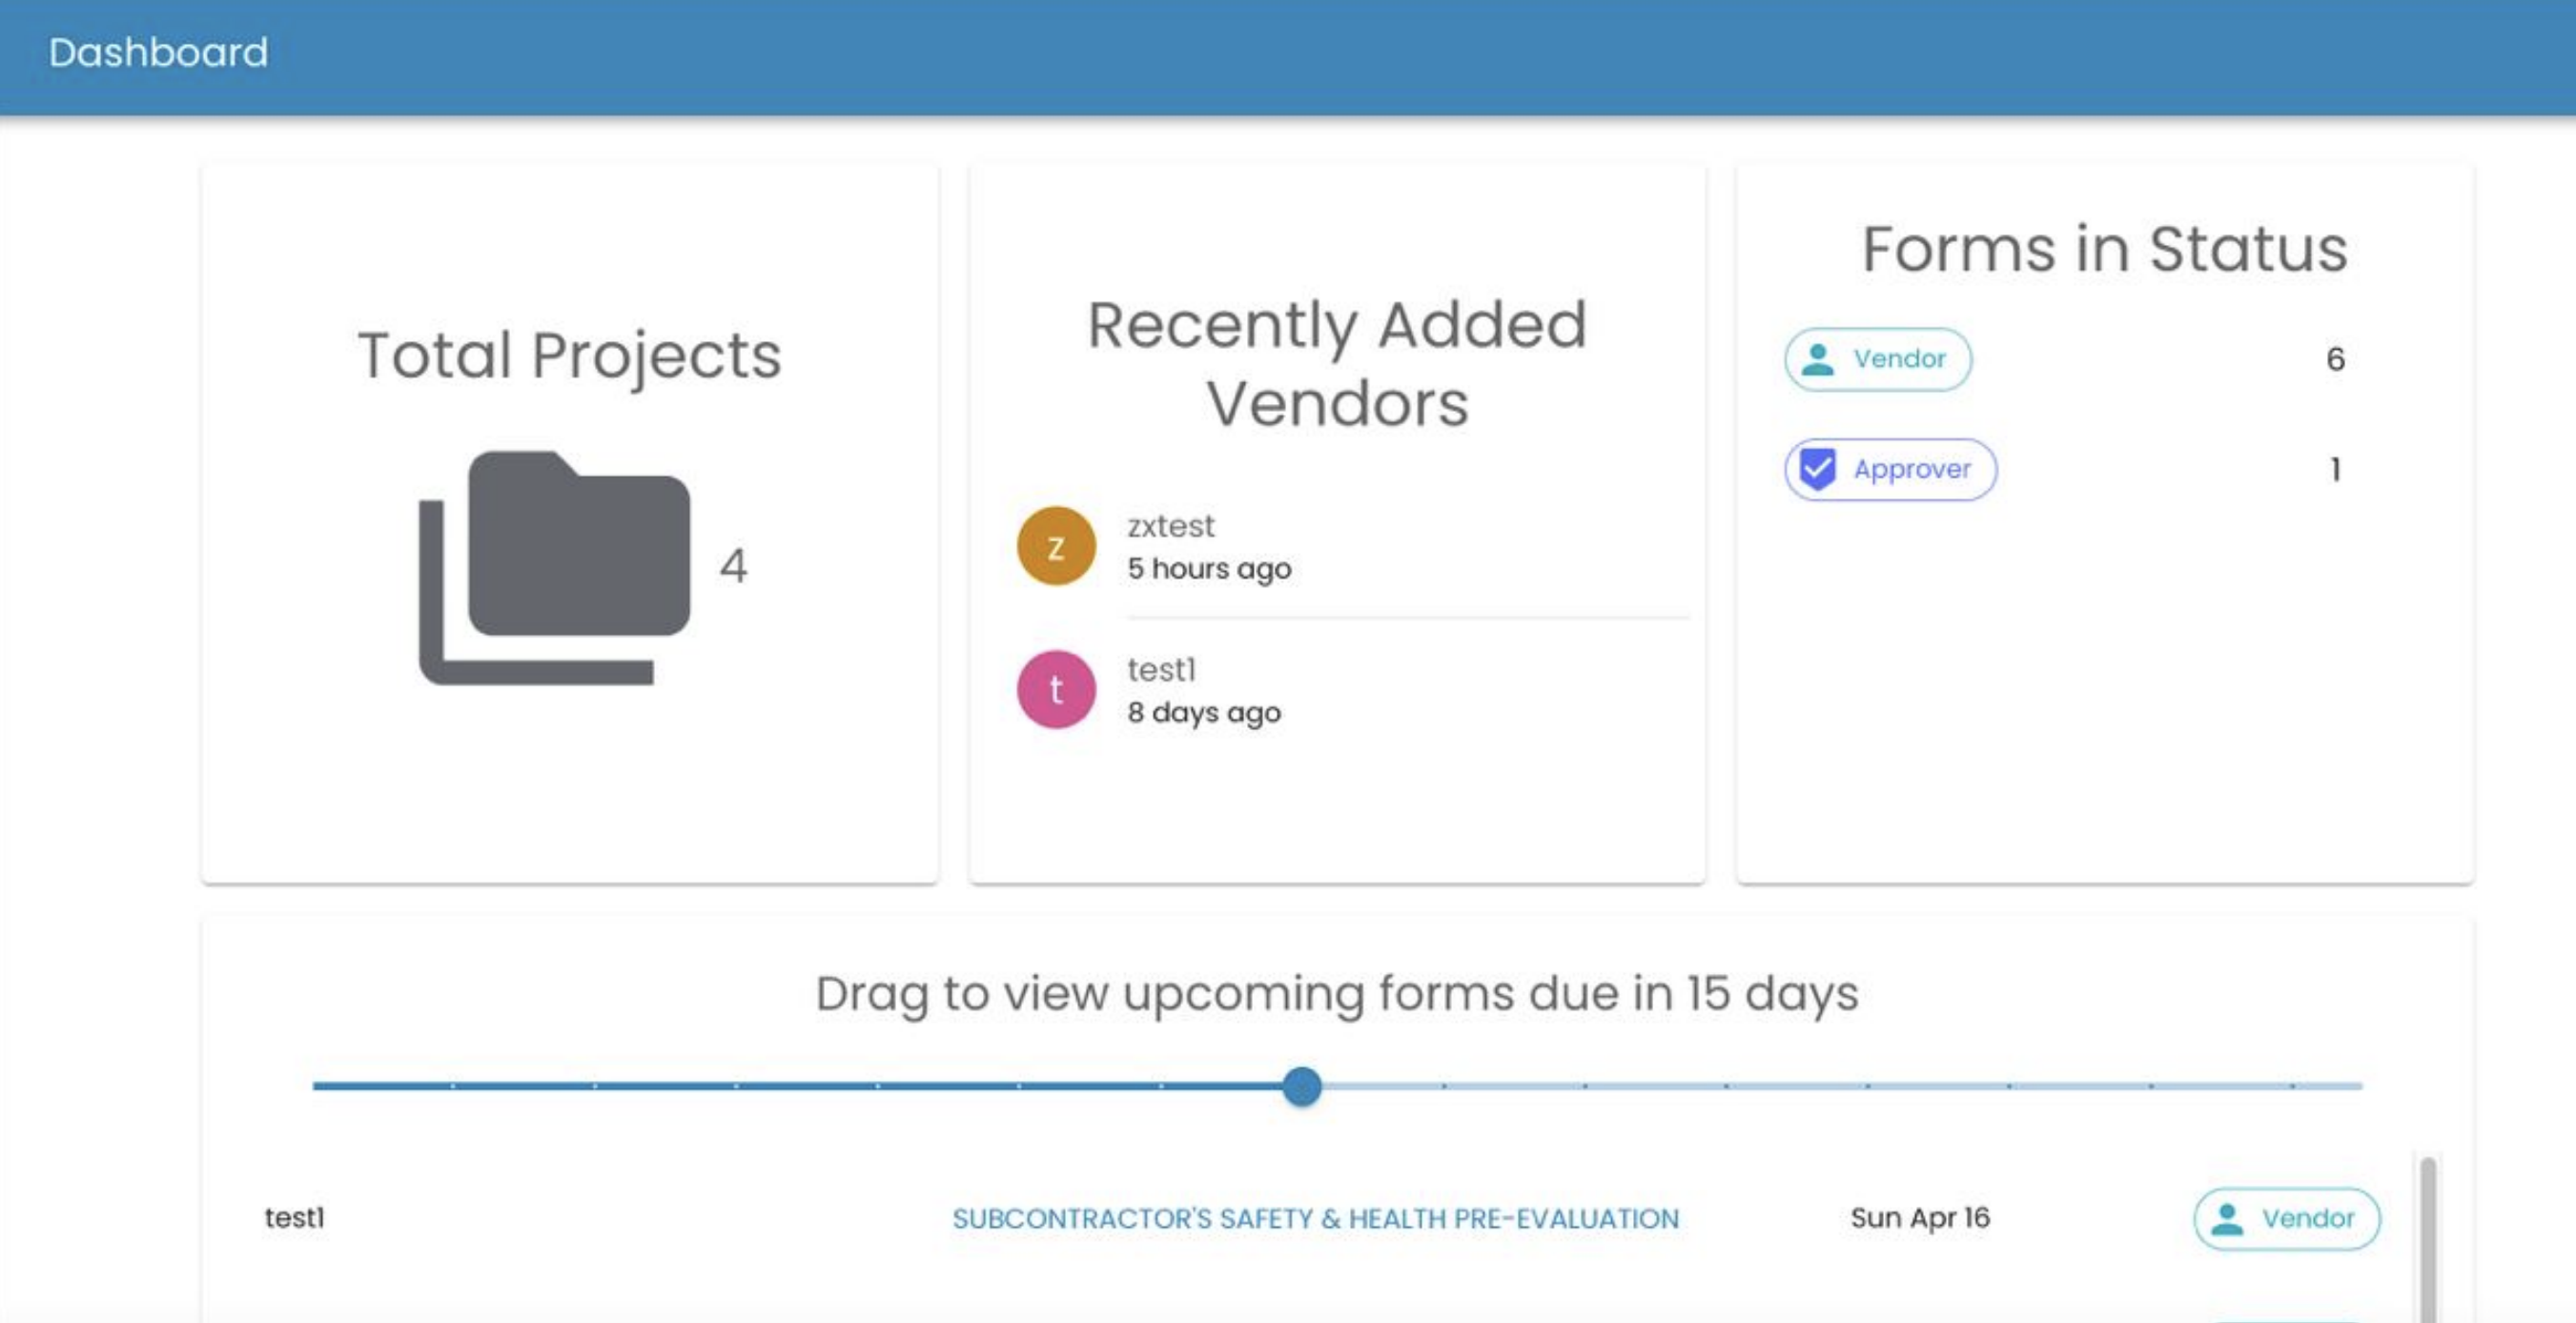 Dashboard
Total Projects
4
Recently Added
Vendors
z
zxtest
5 hours ago
t
test1
8 days ago
Forms in Status
Vendor
6
Approver
1
Drag to view upcoming forms due in 15 days
test1
SUBCONTRACTOR'S SAFETY & HEALTH PRE-EVALUATION
Sun Apr 16
Vendor